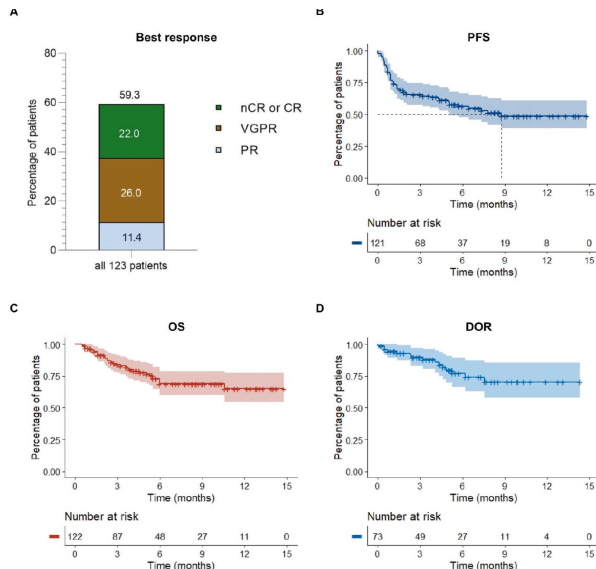 A
Best response
Percentage of patients
80
60
40
20
0
59.3
22.0
26.0
11.4
all 123 patients
nCR or CR
VGPR
PR
B
PFS
Percentage of patients
1.00
0.75
0.50
0.25
0.00
0 3 6 9 12 15
Time (months)
Number at risk
121 68 37 19 8 0
0 3 6 9 12 15
Time (months)
C
OS
Percentage of patients
1.00
0.75
0.50
0.25
0.00
0 3 6 9 12 15
Time (months)
Number at risk
122 87 48 27 11 0
0 3 6 9 12 15
Time (months)
D
DOR
Percentage of patients
1.00
0.75
0.50
0.25
0.00
0 3 6 9 12 15
Time (months)
Number at risk
73 49 27 11 4 0
0 3 6 9 12 15
Time (months)